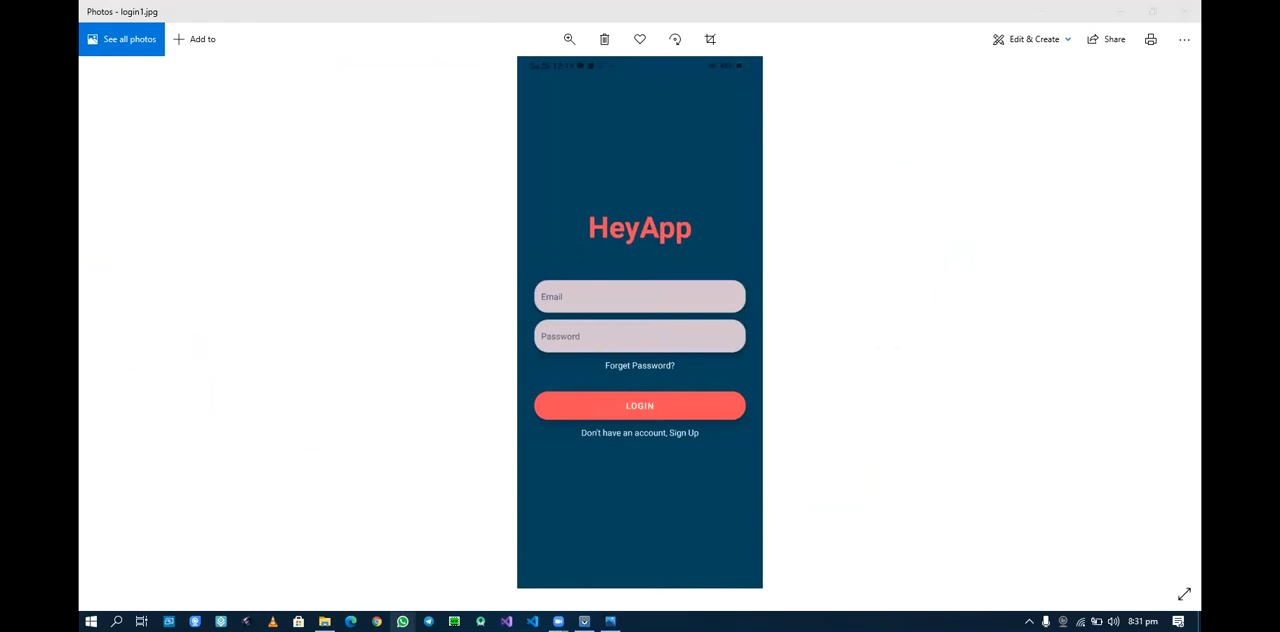 Photos - login1.jpg
See all photos
Add to
Edit & Create
Share
HeyApp
Email
Password
Forget Password?
LOGIN
Don't have an account, Sign Up
8:31 pm